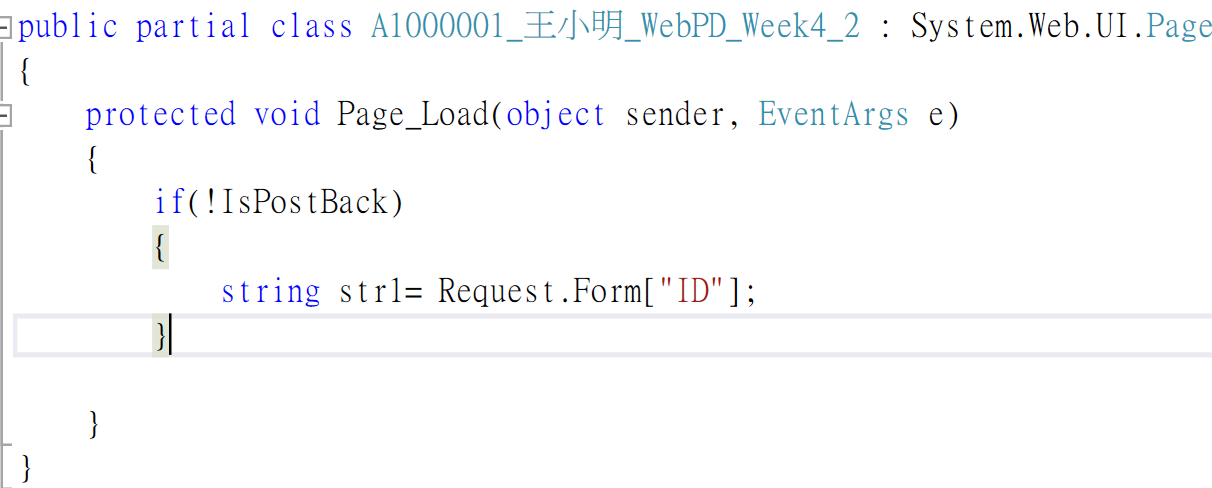 public partial class A1000001_王小明_WebPD_Week4_2 : System.Web.UI.Page
{
protected void Page_Load(object sender, EventArgs e)
{
if(!IsPostBack)
{
string str1= Request.Form["ID"];
}
}
}